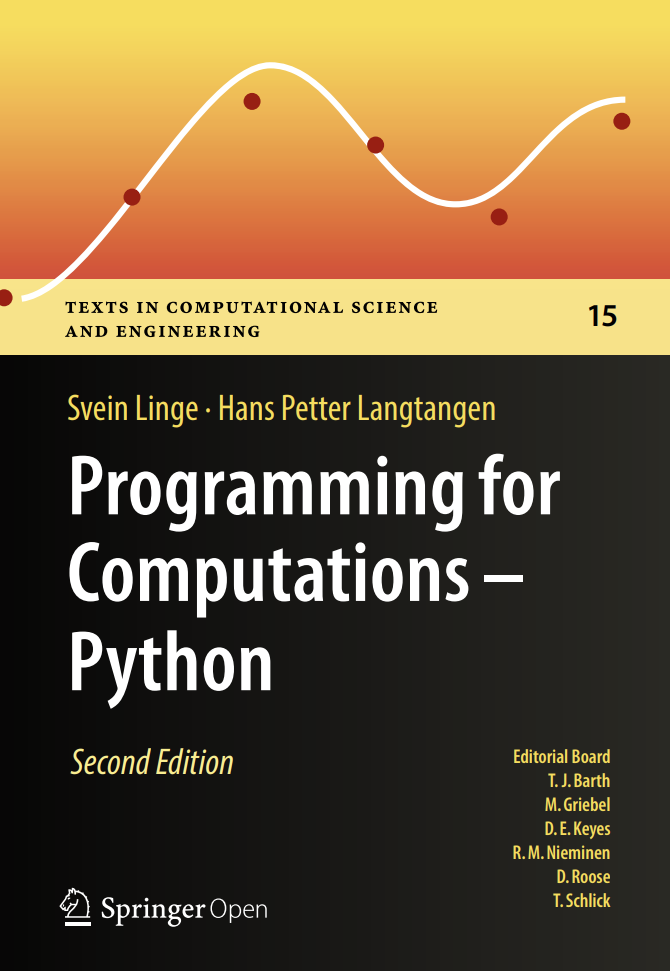 TEXTS IN COMPUTATIONAL SCIENCE
AND ENGINEERING
15
Svein Linge · Hans Petter Langtangen
Programming for
Computations –
Python
Second Edition
Editorial Board
T. J. Barth
M. Griebel
D. E. Keyes
R. M. Nieminen
D. Roose
T. Schlick
Springer Open